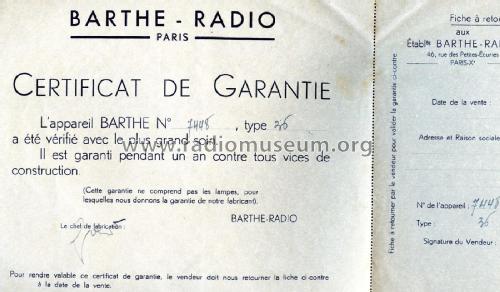 BARTHE - RADIO
PARIS
CERTIFICAT DE GARANTIE
L'appareil BARTHE N° 7448, type 36
a été vérifié avec le plus grand soin.
Il est garanti pendant un an contre tous vices de
construction.
(Cette garantie ne comprend pas les lampes, pour
lesquelles nous donnons la garantie de notre fabricant).
BARTHE-RADIO
Le chef de fabrication :
Pour rendre valable ce certificat de garantie, le vendeur doit nous retourner la fiche ci-contre
à la date de la vente.
www.radiomuseum.org
Fiche à retourner par le vendeur pour valider la garantie ci-contre
Fiche à retou
aux
Établts BARTHE-RA
46, rue des Petites-Écuries
PARIS-Xe
Date de la vente :
Adresse et Raison sociale
N° de l'appareil : 7448
Type : 36
Signature du Vendeur :